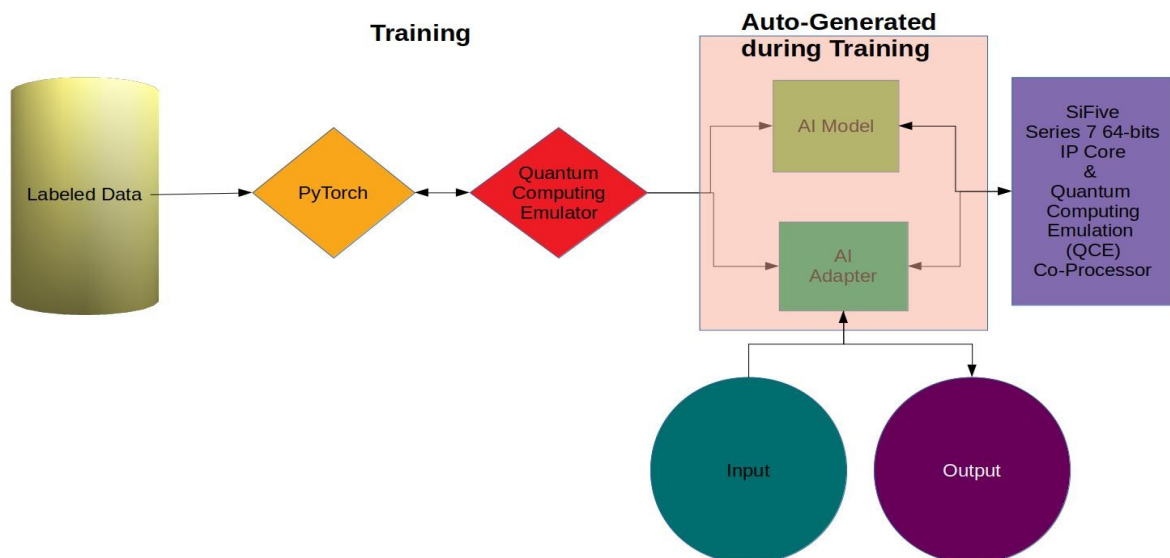 Training
Auto-Generated
during Training
Labeled Data
PyTorch
Quantum
Computing
Emulator
AI Model
AI
Adapter
SiFive
Series 7 64-bits
IP Core
&
Quantum
Computing
Emulation
(QCE)
Co-Processor
Input
Output